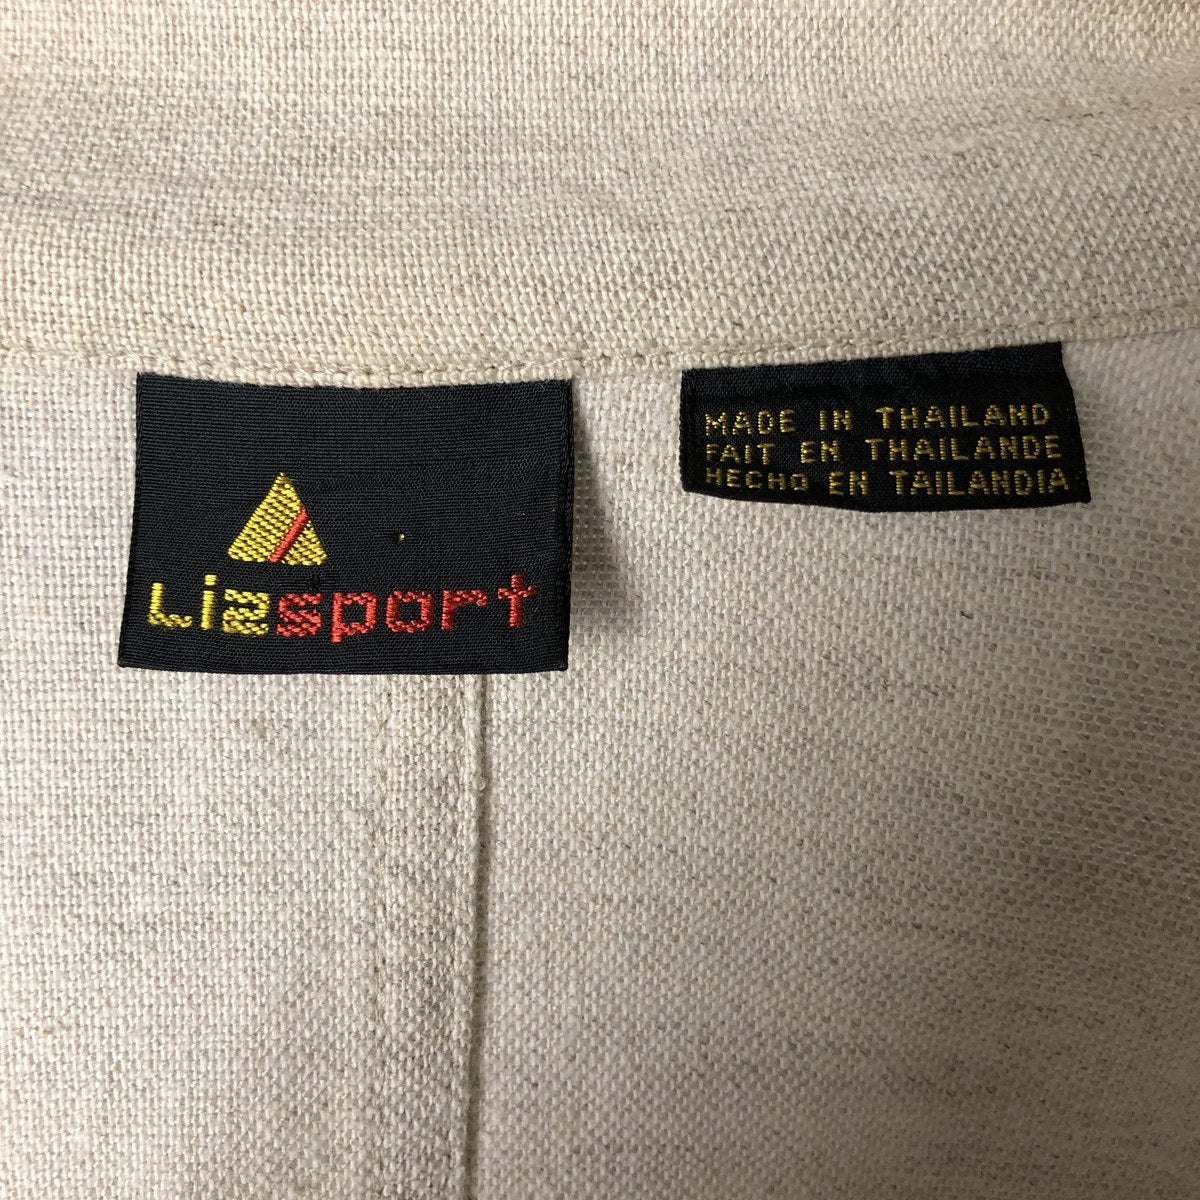 Lizsport
MADE IN THAILAND
FAIT EN THAILANDE
HECHO EN TAILANDIA